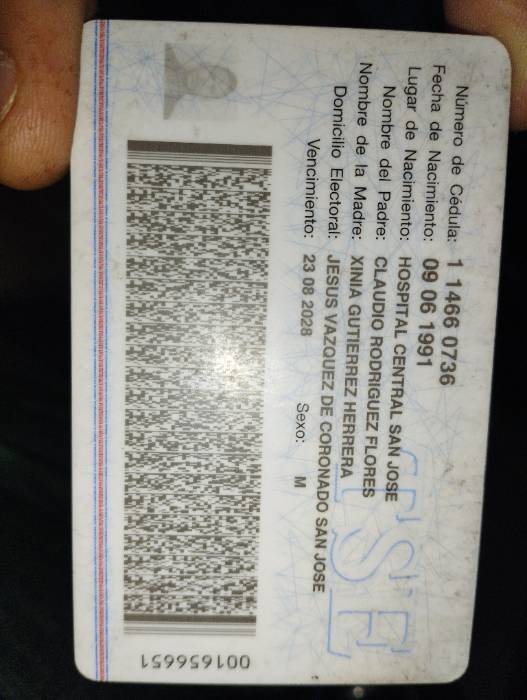 Número de Cédula: 1 1466 0736
Fecha de Nacimiento: 09 06 1991
Lugar de Nacimiento: HOSPITAL CENTRAL SAN JOSE
Nombre del Padre: CLAUDIO RODRIGUEZ FLORES
Nombre de la Madre: XINIA GUTIERREZ HERRERA
Domicilio Electoral: JESUS VAZQUEZ DE CORONADO SAN JOSE
Vencimiento: 23 08 2028 Sexo: M
001656651